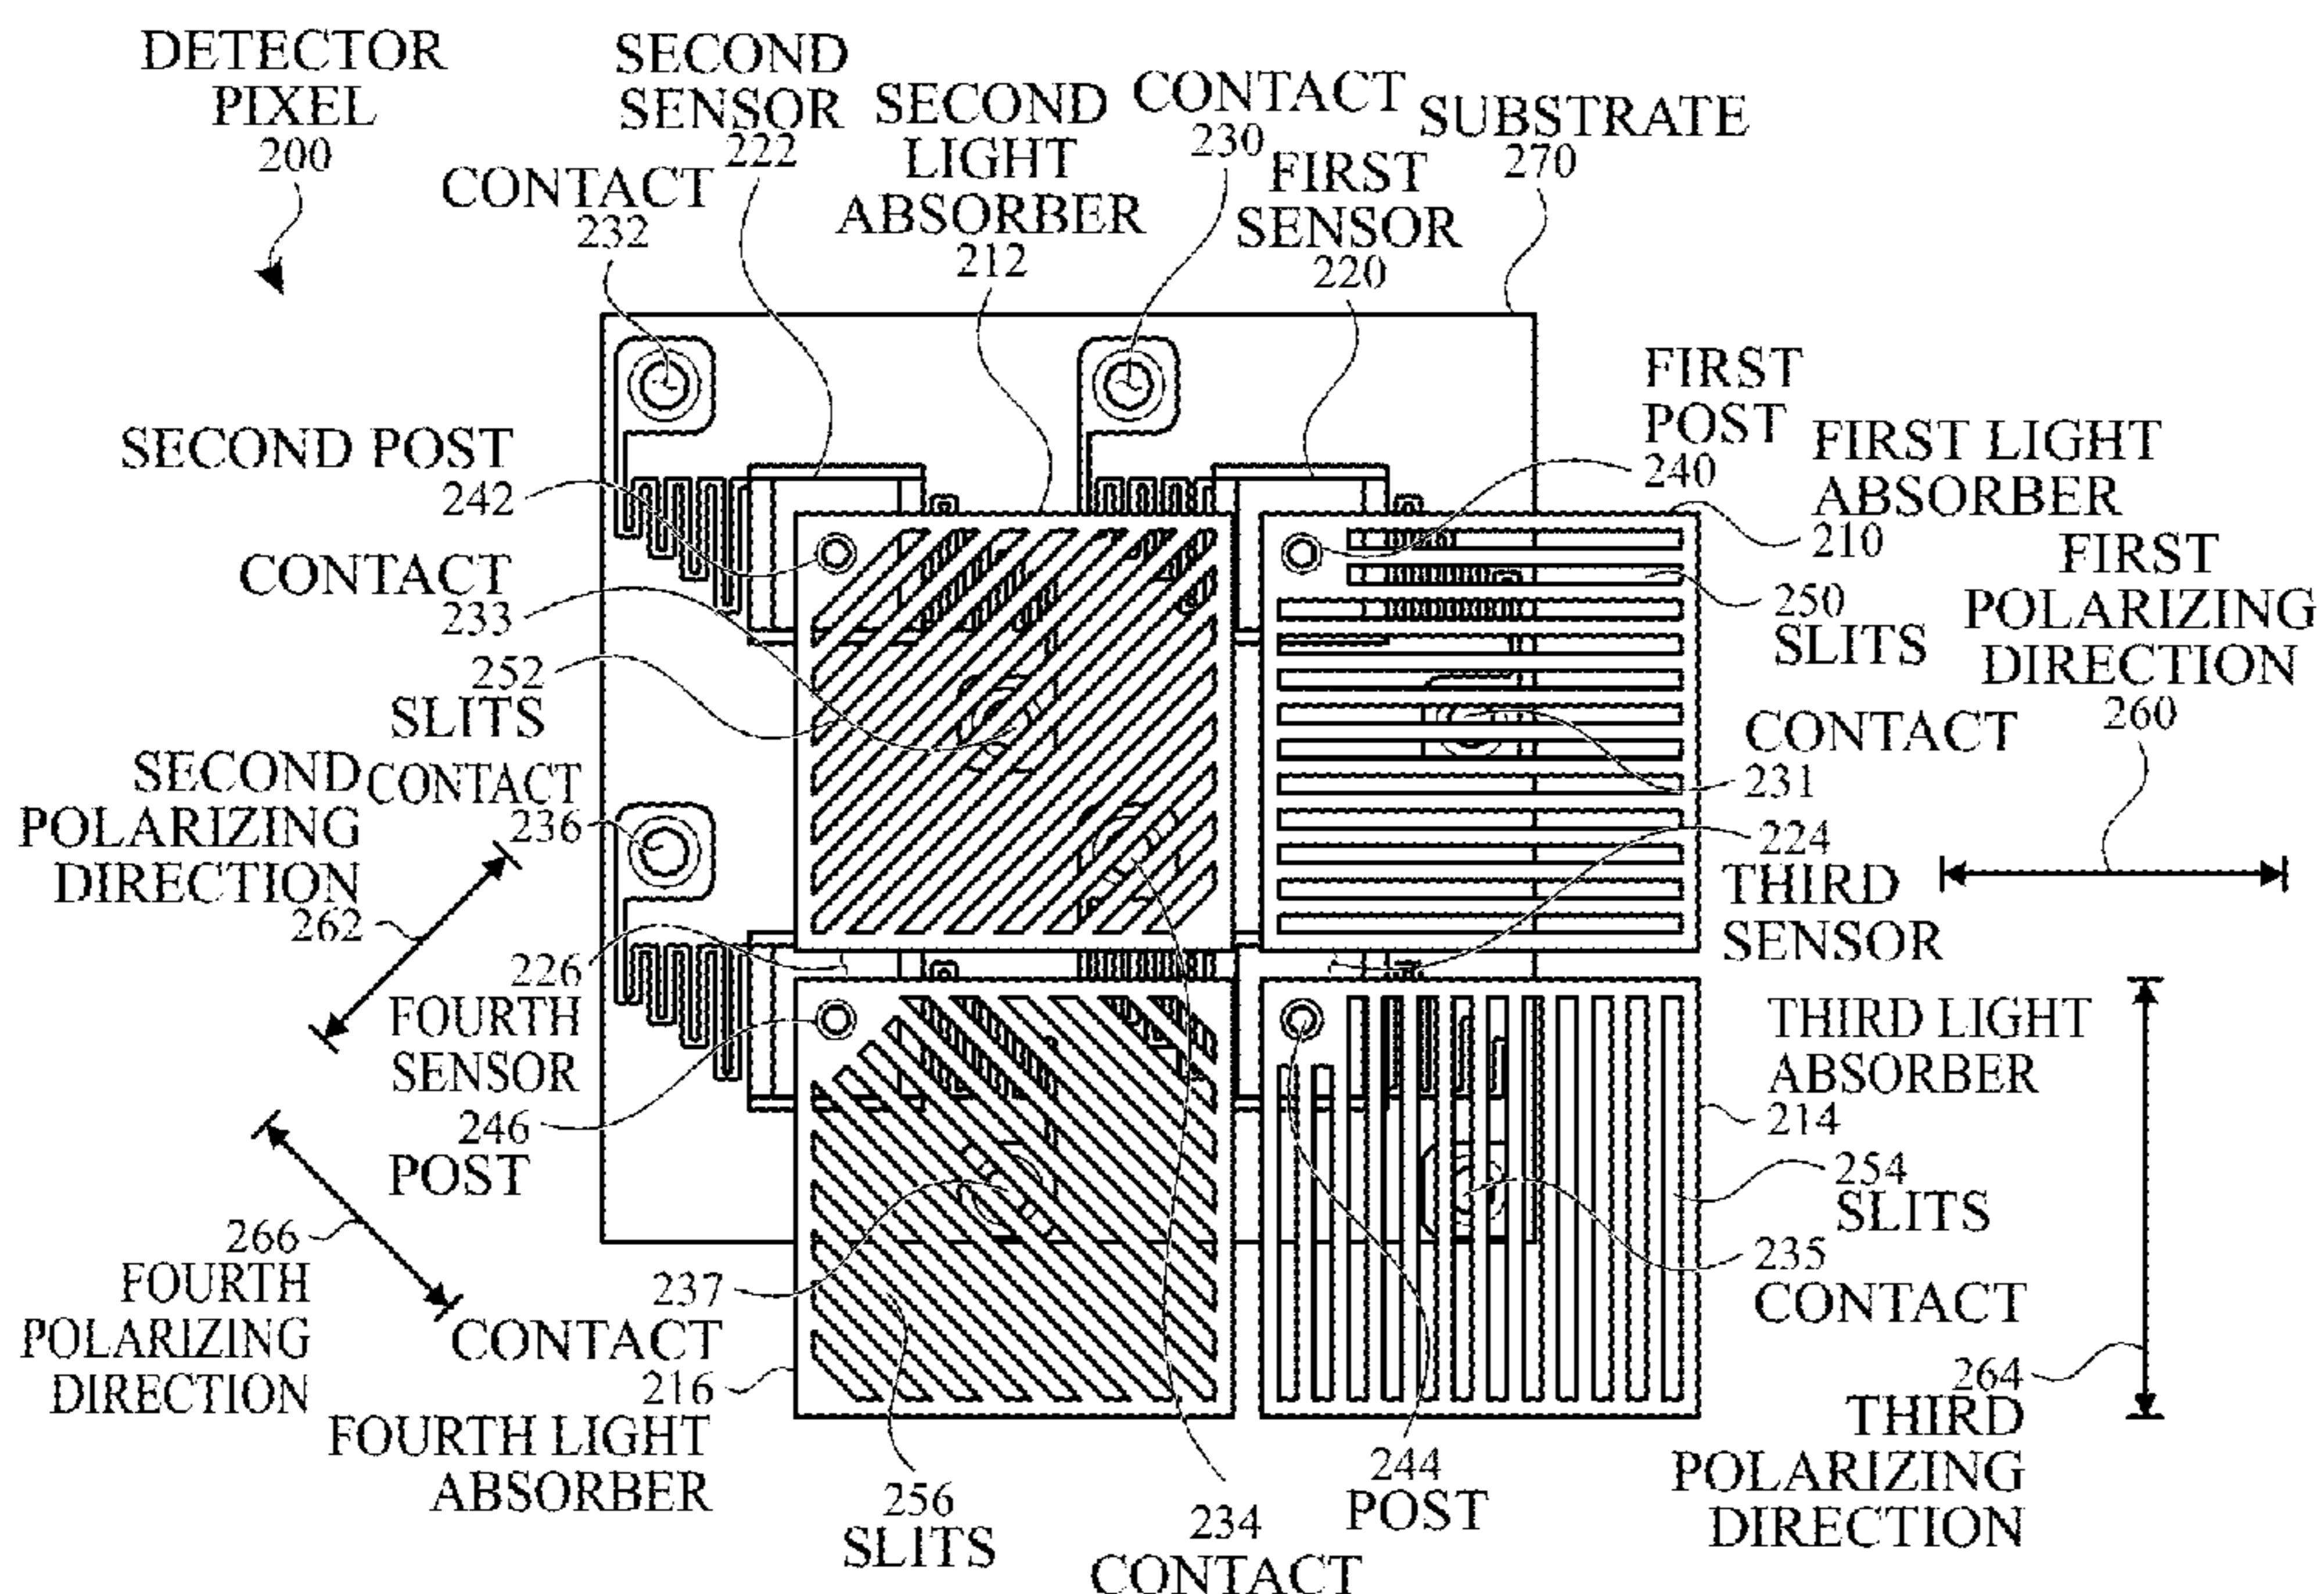 DETECTOR
PIXEL
200
SECOND
SENSOR
222
SECOND
LIGHT
ABSORBER
212
CONTACT
230
SUBSTRATE
270
CONTACT
232
FIRST
SENSOR
220
FIRST
POST
240
FIRST LIGHT
ABSORBER
210
SECOND POST
242
FIRST
POLARIZING
DIRECTION
260
CONTACT
233
250
SLITS
252
SLITS
CONTACT
231
SECOND
POLARIZING
DIRECTION
262
CONTACT
236
224
THIRD
SENSOR
226
FOURTH
SENSOR
THIRD LIGHT
ABSORBER
214
246
POST
254
SLITS
266
FOURTH
POLARIZING
DIRECTION
235
CONTACT
237
CONTACT
216
FOURTH LIGHT
ABSORBER
264
THIRD
POLARIZING
DIRECTION
256
SLITS
234
CONTACT
244
POST